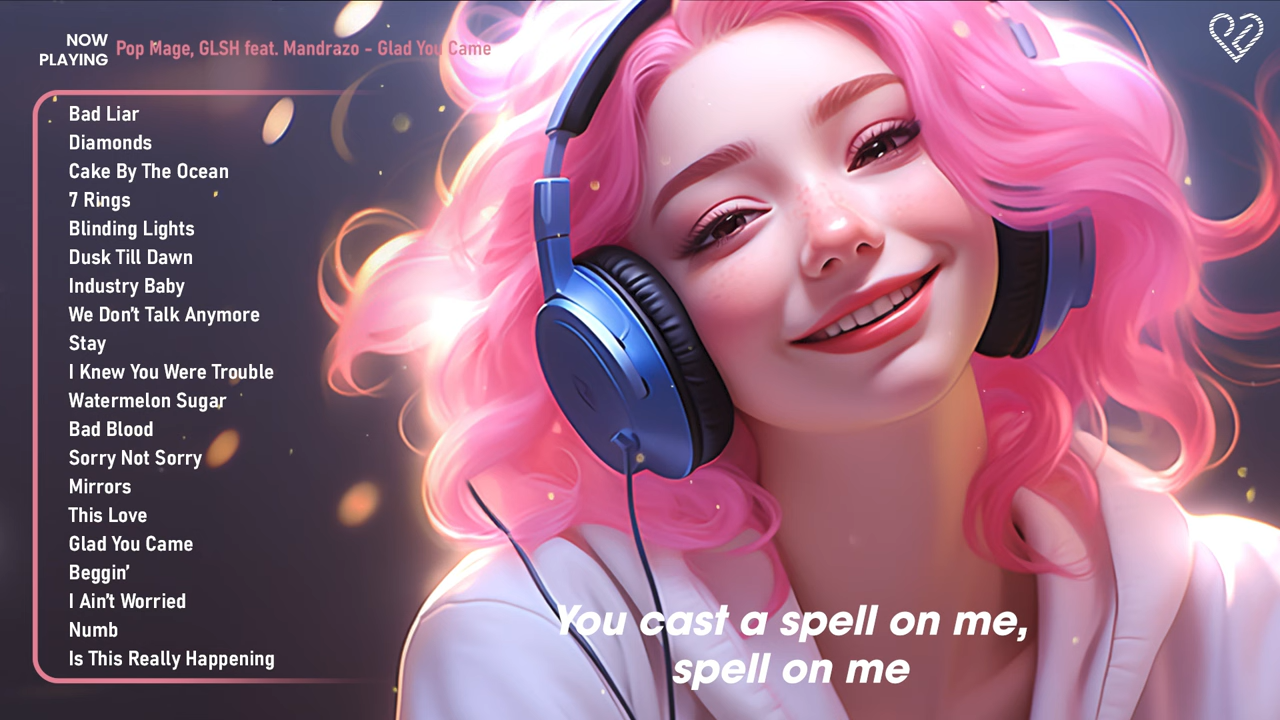 NOW
PLAYING
Pop Mage, GLSH feat. Mandrazo - Glad You Came
Bad Liar
Diamonds
Cake By The Ocean
7 Rings
Blinding Lights
Dusk Till Dawn
Industry Baby
We Don't Talk Anymore
Stay
I Knew You Were Trouble
Watermelon Sugar
Bad Blood
Sorry Not Sorry
Mirrors
This Love
Glad You Came
Beggin'
I Ain't Worried
Numb
Is This Really Happening
You cast a spell on me,
spell on me